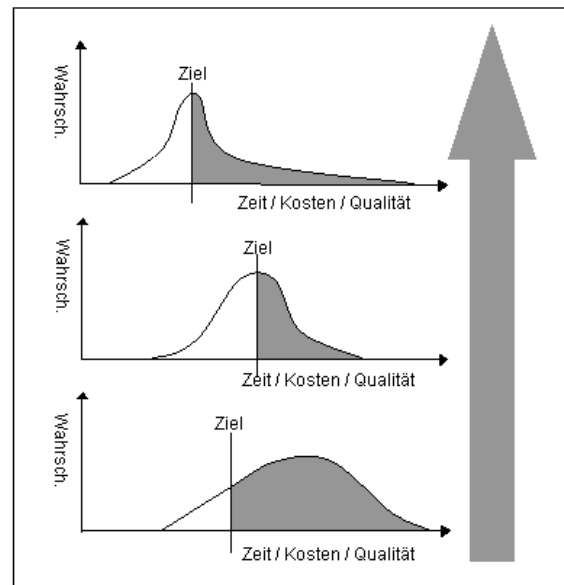 Ziel
Wahrsch.
Zeit / Kosten / Qualität
Ziel
Wahrsch.
Zeit / Kosten / Qualität
Ziel
Wahrsch.
Zeit / Kosten / Qualität